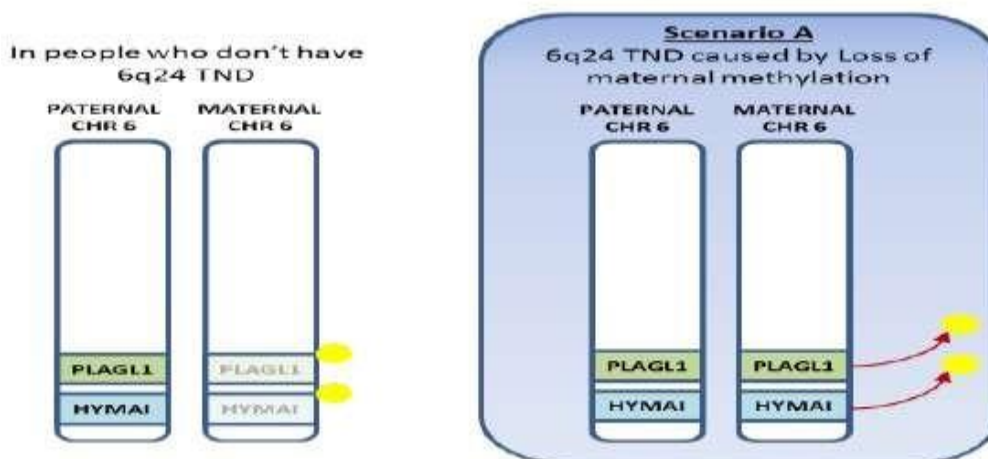 In people who don't have
6q24 TND
PATERNAL
CHR 6
MATERNAL
CHR 6
PLAGL1
PLAGL1
HYMAI
HYMAI
Scenario A
6q24 TND caused by Loss of
maternal methylation
PATERNAL
CHR 6
MATERNAL
CHR 6
PLAGL1
PLAGL1
HYMAI
HYMAI